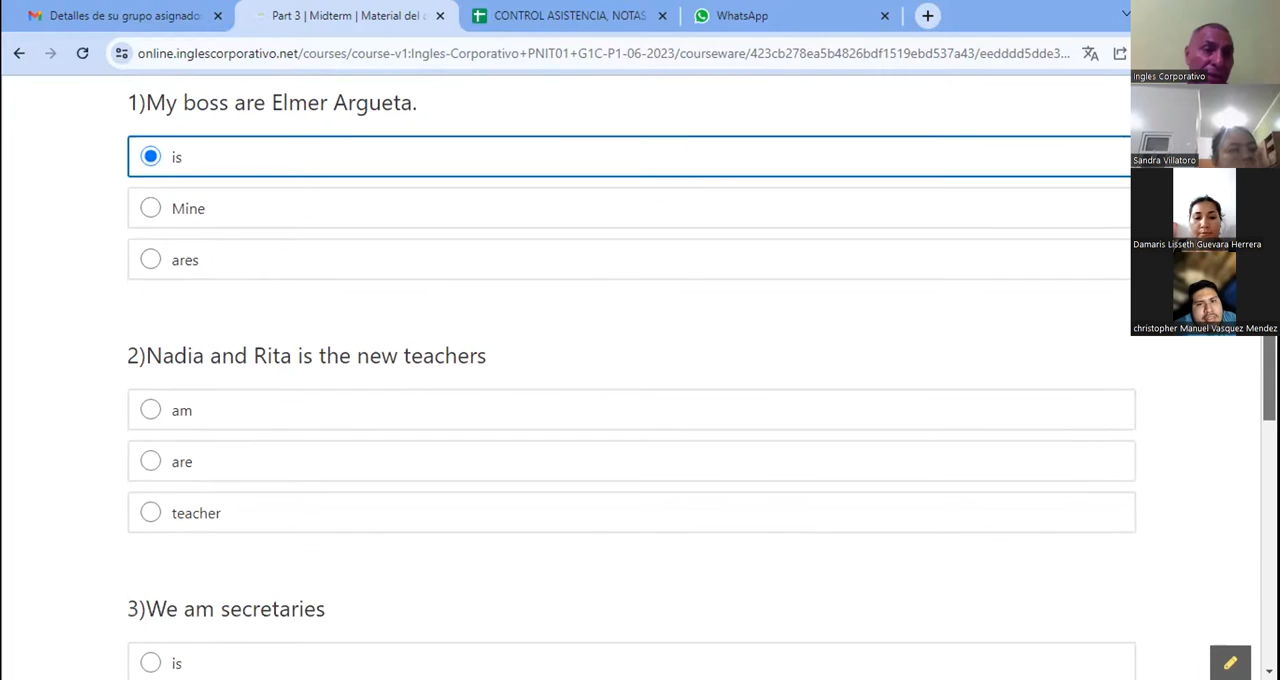 Detalles de su grupo asignado
Part 3 | Midterm | Material del
CONTROL ASISTENCIA, NOTAS
WhatsApp
online.inglescorporativo.net/courses/course-v1:Ingles-Corporativo+PNIT01+G1C-P1-06-2023/courseware/423cb278ea5b4826bdf1519ebd537a43/eedddd5dde3...
Ingles Corporativo
Sandra Villatoro
Damaris Lisseth Guevara Herrera
christopher Manuel Vasquez Mendez
1)My boss are Elmer Argueta.
is
Mine
ares
2)Nadia and Rita is the new teachers
am
are
teacher
3)We am secretaries
is